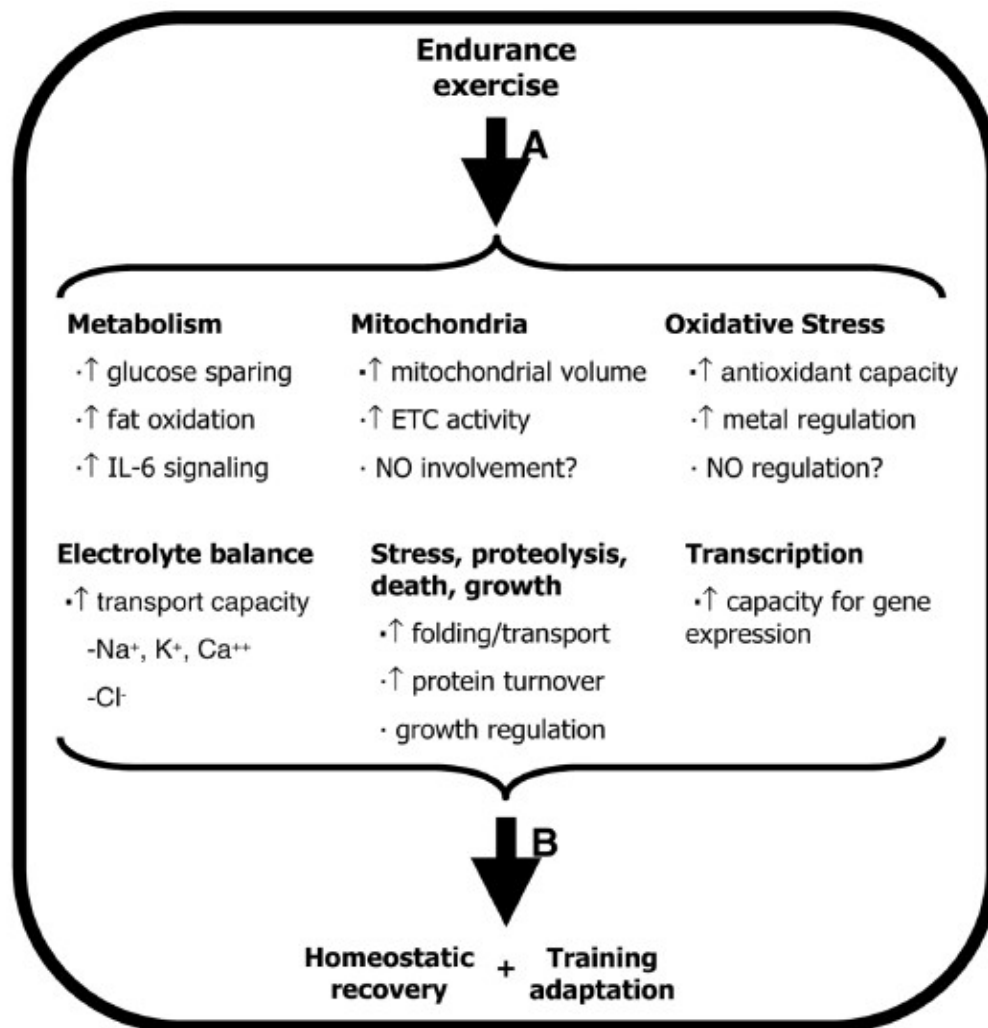 Endurance
exercise
A
Metabolism
·↑ glucose sparing
·↑ fat oxidation
·↑ IL-6 signaling
Mitochondria
·↑ mitochondrial volume
·↑ ETC activity
· NO involvement?
Oxidative Stress
·↑ antioxidant capacity
·↑ metal regulation
· NO regulation?
Electrolyte balance
·↑ transport capacity
-Na⁺, K⁺, Ca⁺⁺
-Cl⁻
Stress, proteolysis,
death, growth
·↑ folding/transport
·↑ protein turnover
· growth regulation
Transcription
·↑ capacity for gene
expression
B
Homeostatic
recovery
+
Training
adaptation